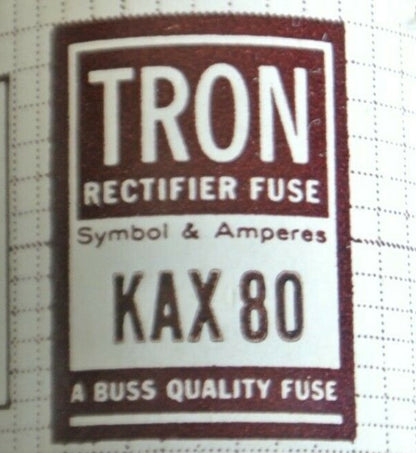 TRON
RECTIFIER FUSE
Symbol & Amperes
KAX 80
A BUSS QUALITY FUSE